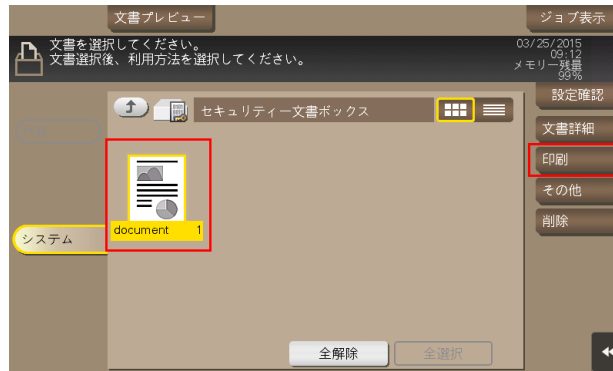 文書プレビュー
ジョブ表示
文書を選択してください。
文書選択後、利用方法を選択してください。
03/25/2015
09:12
メモリー残量
99%
設定確認
セキュリティー文書ボックス
文書詳細
印刷
その他
削除
document 1
システム
全解除
全選択